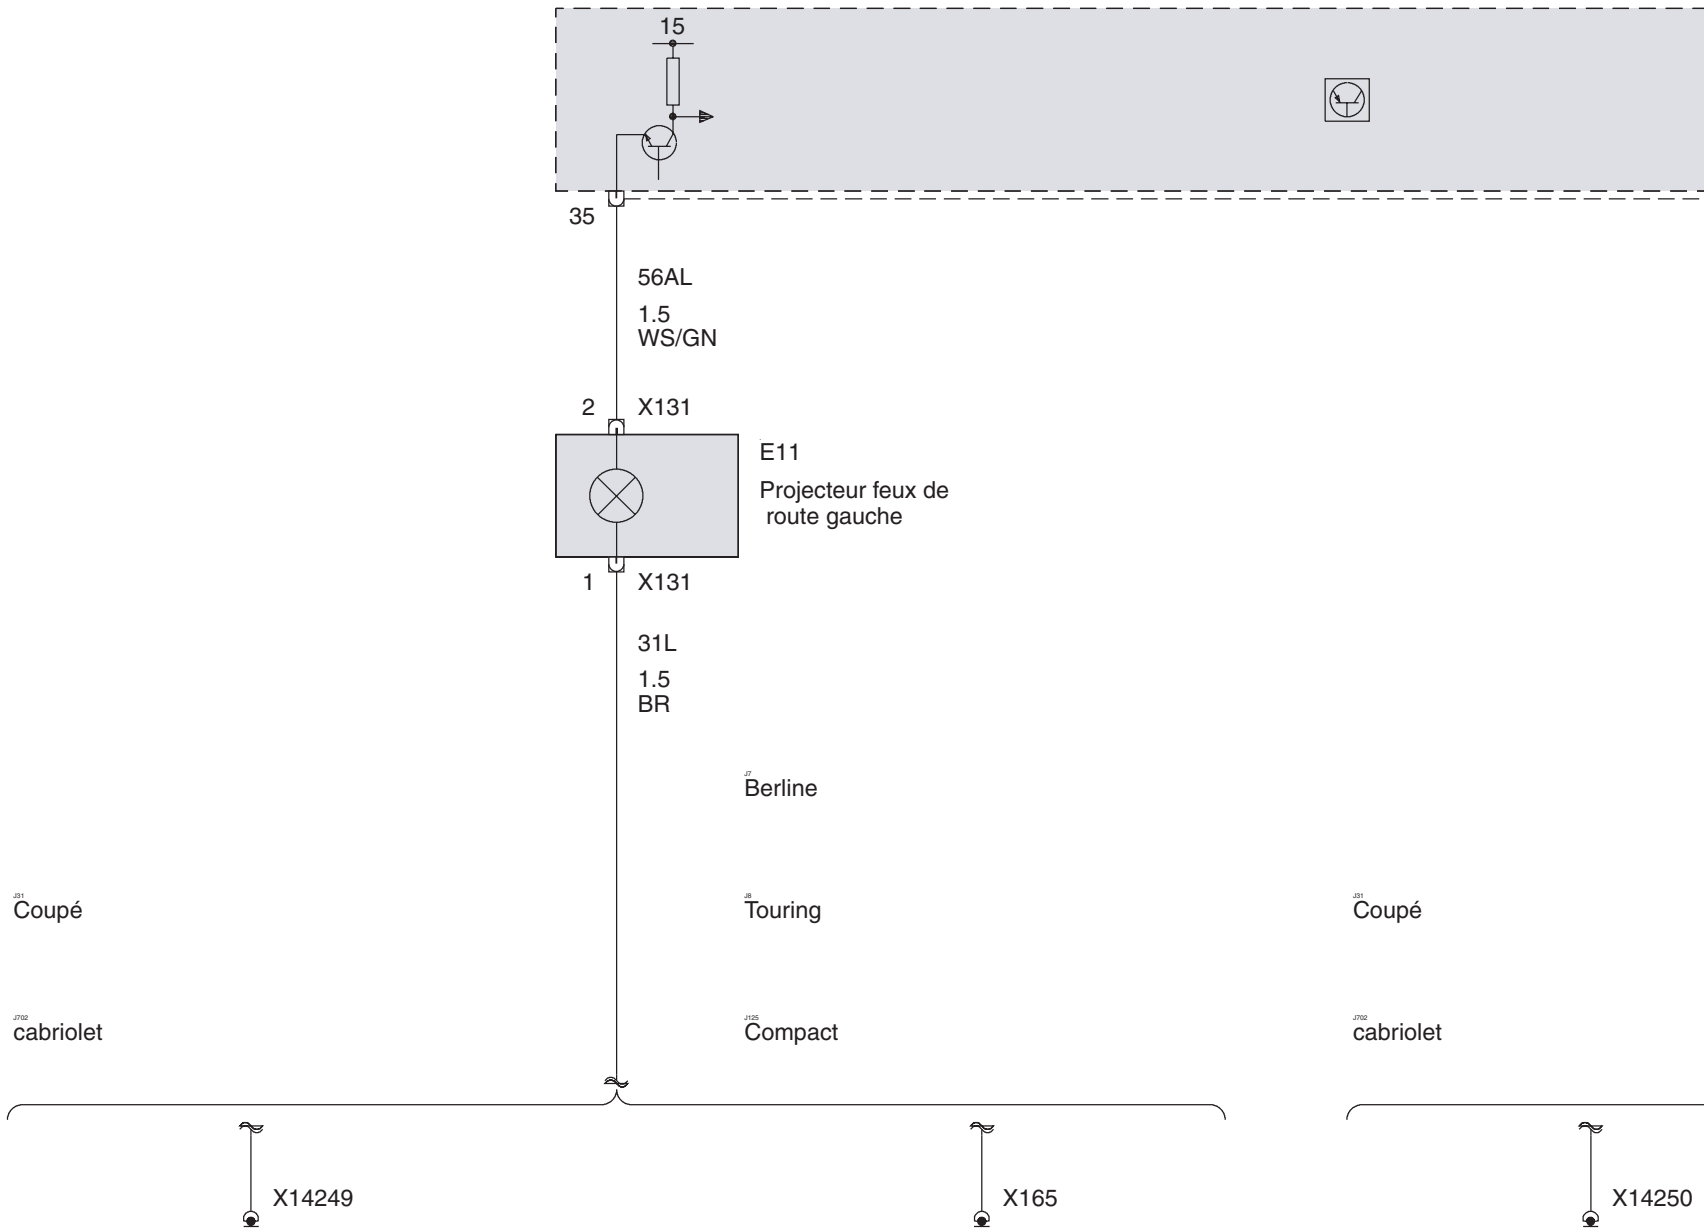 15
35
56AL
1.5
WS/GN
2 X131
E11
Projecteur feux de
route gauche
1 X131
31L
1.5
BR
J7
Berline
J31
Coupé
J8
Touring
J31
Coupé
J702
cabriolet
J125
Compact
J702
cabriolet
X14249
X165
X14250